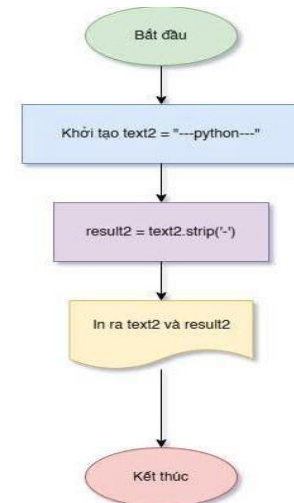 Bắt đầu
Khởi tạo text2 = "---python---"
result2 = text2.strip('-')
In ra text2 và result2
Kết thúc